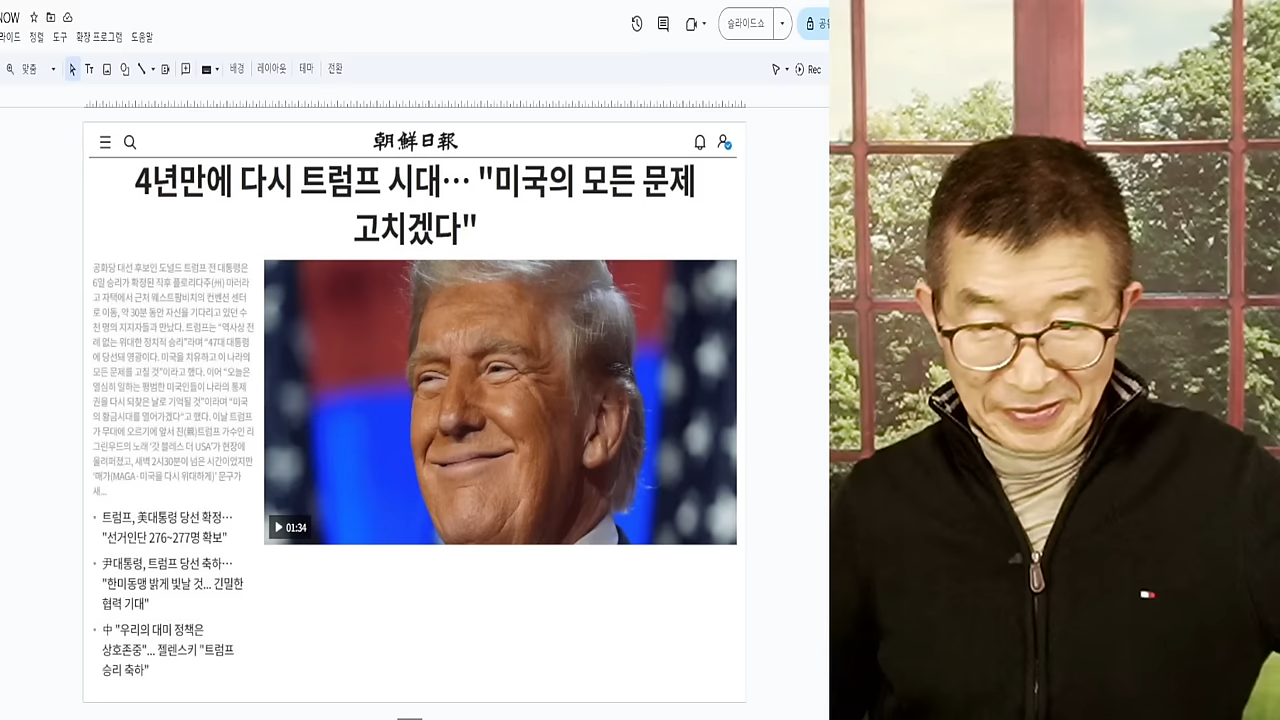 NOW
라이드 정렬 도구 확장 프로그램 도움말
슬라이드쇼
맞춤
Tт
배경 레이아웃 테마 전환
Rec
朝鮮日報
4년만에 다시 트럼프 시대… "미국의 모든 문제
고치겠다"
공화당 대선 후보인 도널드 트럼프 전 대통령은
6일 승리가 확정된 직후 플로리다주(州) 마러라
고 자택에서 근처 웨스트팜비치의 컨벤션 센터
로 이동, 약 30분 동안 자신을 기다리고 있던 수
천 명의 지지자들과 만났다. 트럼프는 “역사상 전
례 없는 위대한 정치적 승리”라며 “47대 대통령
에 당선돼 영광이다. 미국을 치유하고 이 나라의
모든 문제를 고칠 것”이라고 했다. 이어 “오늘은
열심히 일하는 평범한 미국인들이 나라의 통제
권을 다시 되찾은 날로 기억될 것”이라며 “미국
의 황금시대를 열어가겠다“고 했다. 이날 트럼프
가 무대에 오르기에 앞서 친(親)트럼프 가수인 리
그린우드의 노래 ‘갓 블레스 더 USA’가 현장에
울려퍼졌고, 새벽 2시30분이 넘은 시간이었지만
‘매가(MAGA·미국을 다시 위대하게)’ 문구가
새...
01:34
• 트럼프, 美대통령 당선 확정…
"선거인단 276~277명 확보"
• 尹대통령, 트럼프 당선 축하…
"한미동맹 밝게 빛날 것... 긴밀한
협력 기대"
• 中 "우리의 대미 정책은
상호존중"... 젤렌스키 "트럼프
승리 축하"